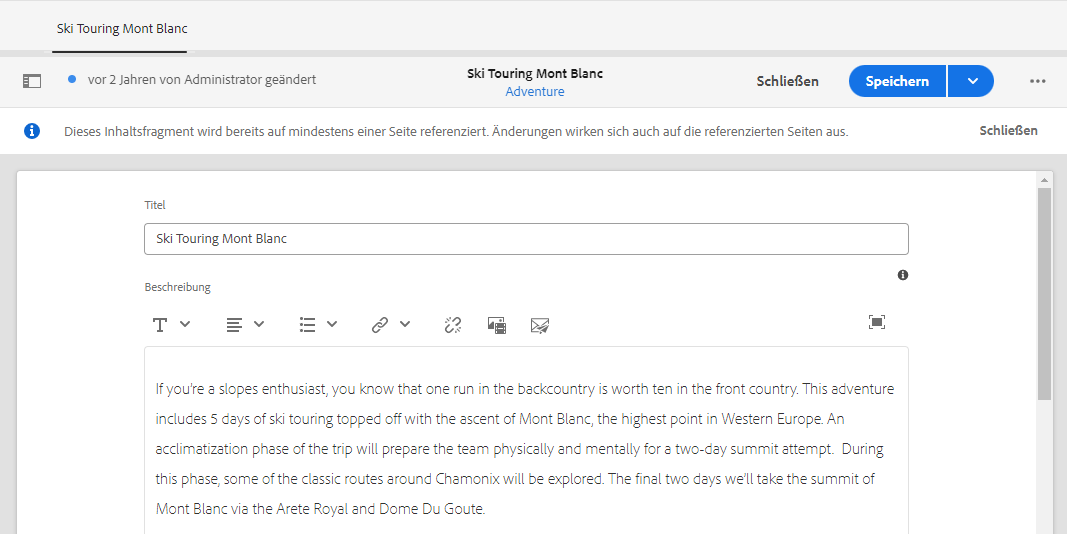 Ski Touring Mont Blanc
vor 2 Jahren von Administrator geändert
Ski Touring Mont Blanc
Adventure
Schließen
Speichern
Dieses Inhaltsfragment wird bereits auf mindestens einer Seite referenziert. Änderungen wirken sich auch auf die referenzierten Seiten aus.
Schließen
Titel
Ski Touring Mont Blanc
Beschreibung
If you're a slopes enthusiast, you know that one run in the backcountry is worth ten in the front country. This adventure
includes 5 days of ski touring topped off with the ascent of Mont Blanc, the highest point in Western Europe. An
acclimatization phase of the trip will prepare the team physically and mentally for a two-day summit attempt.  During
this phase, some of the classic routes around Chamonix will be explored. The final two days we'll take the summit of
Mont Blanc via the Arete Royal and Dome Du Goute.